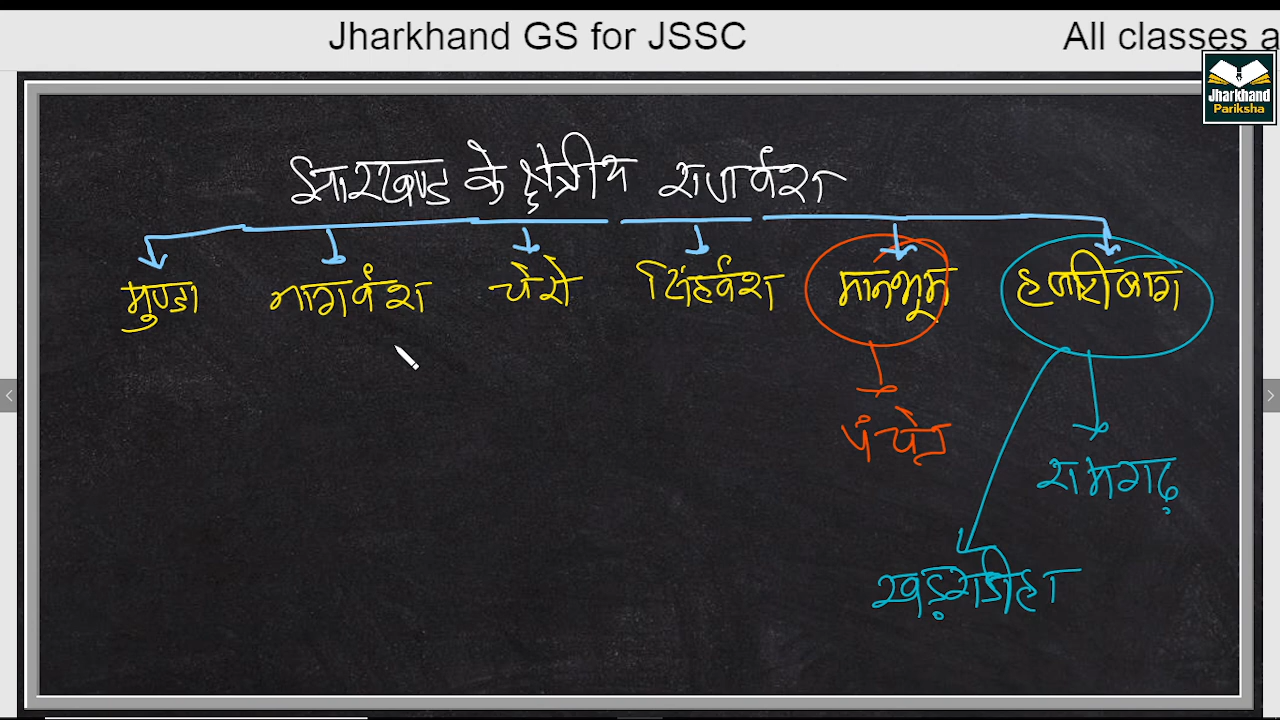 Jharkhand GS for JSSC
All classes a
Jharkhand
Pariksha
झारखण्ड के क्षेत्रीय राजवंश
मुण्डा नागवंश चेरो सिंहवंश मानभूम हजारीबाग
पंचेत
रामगढ़
खड़गडीहा